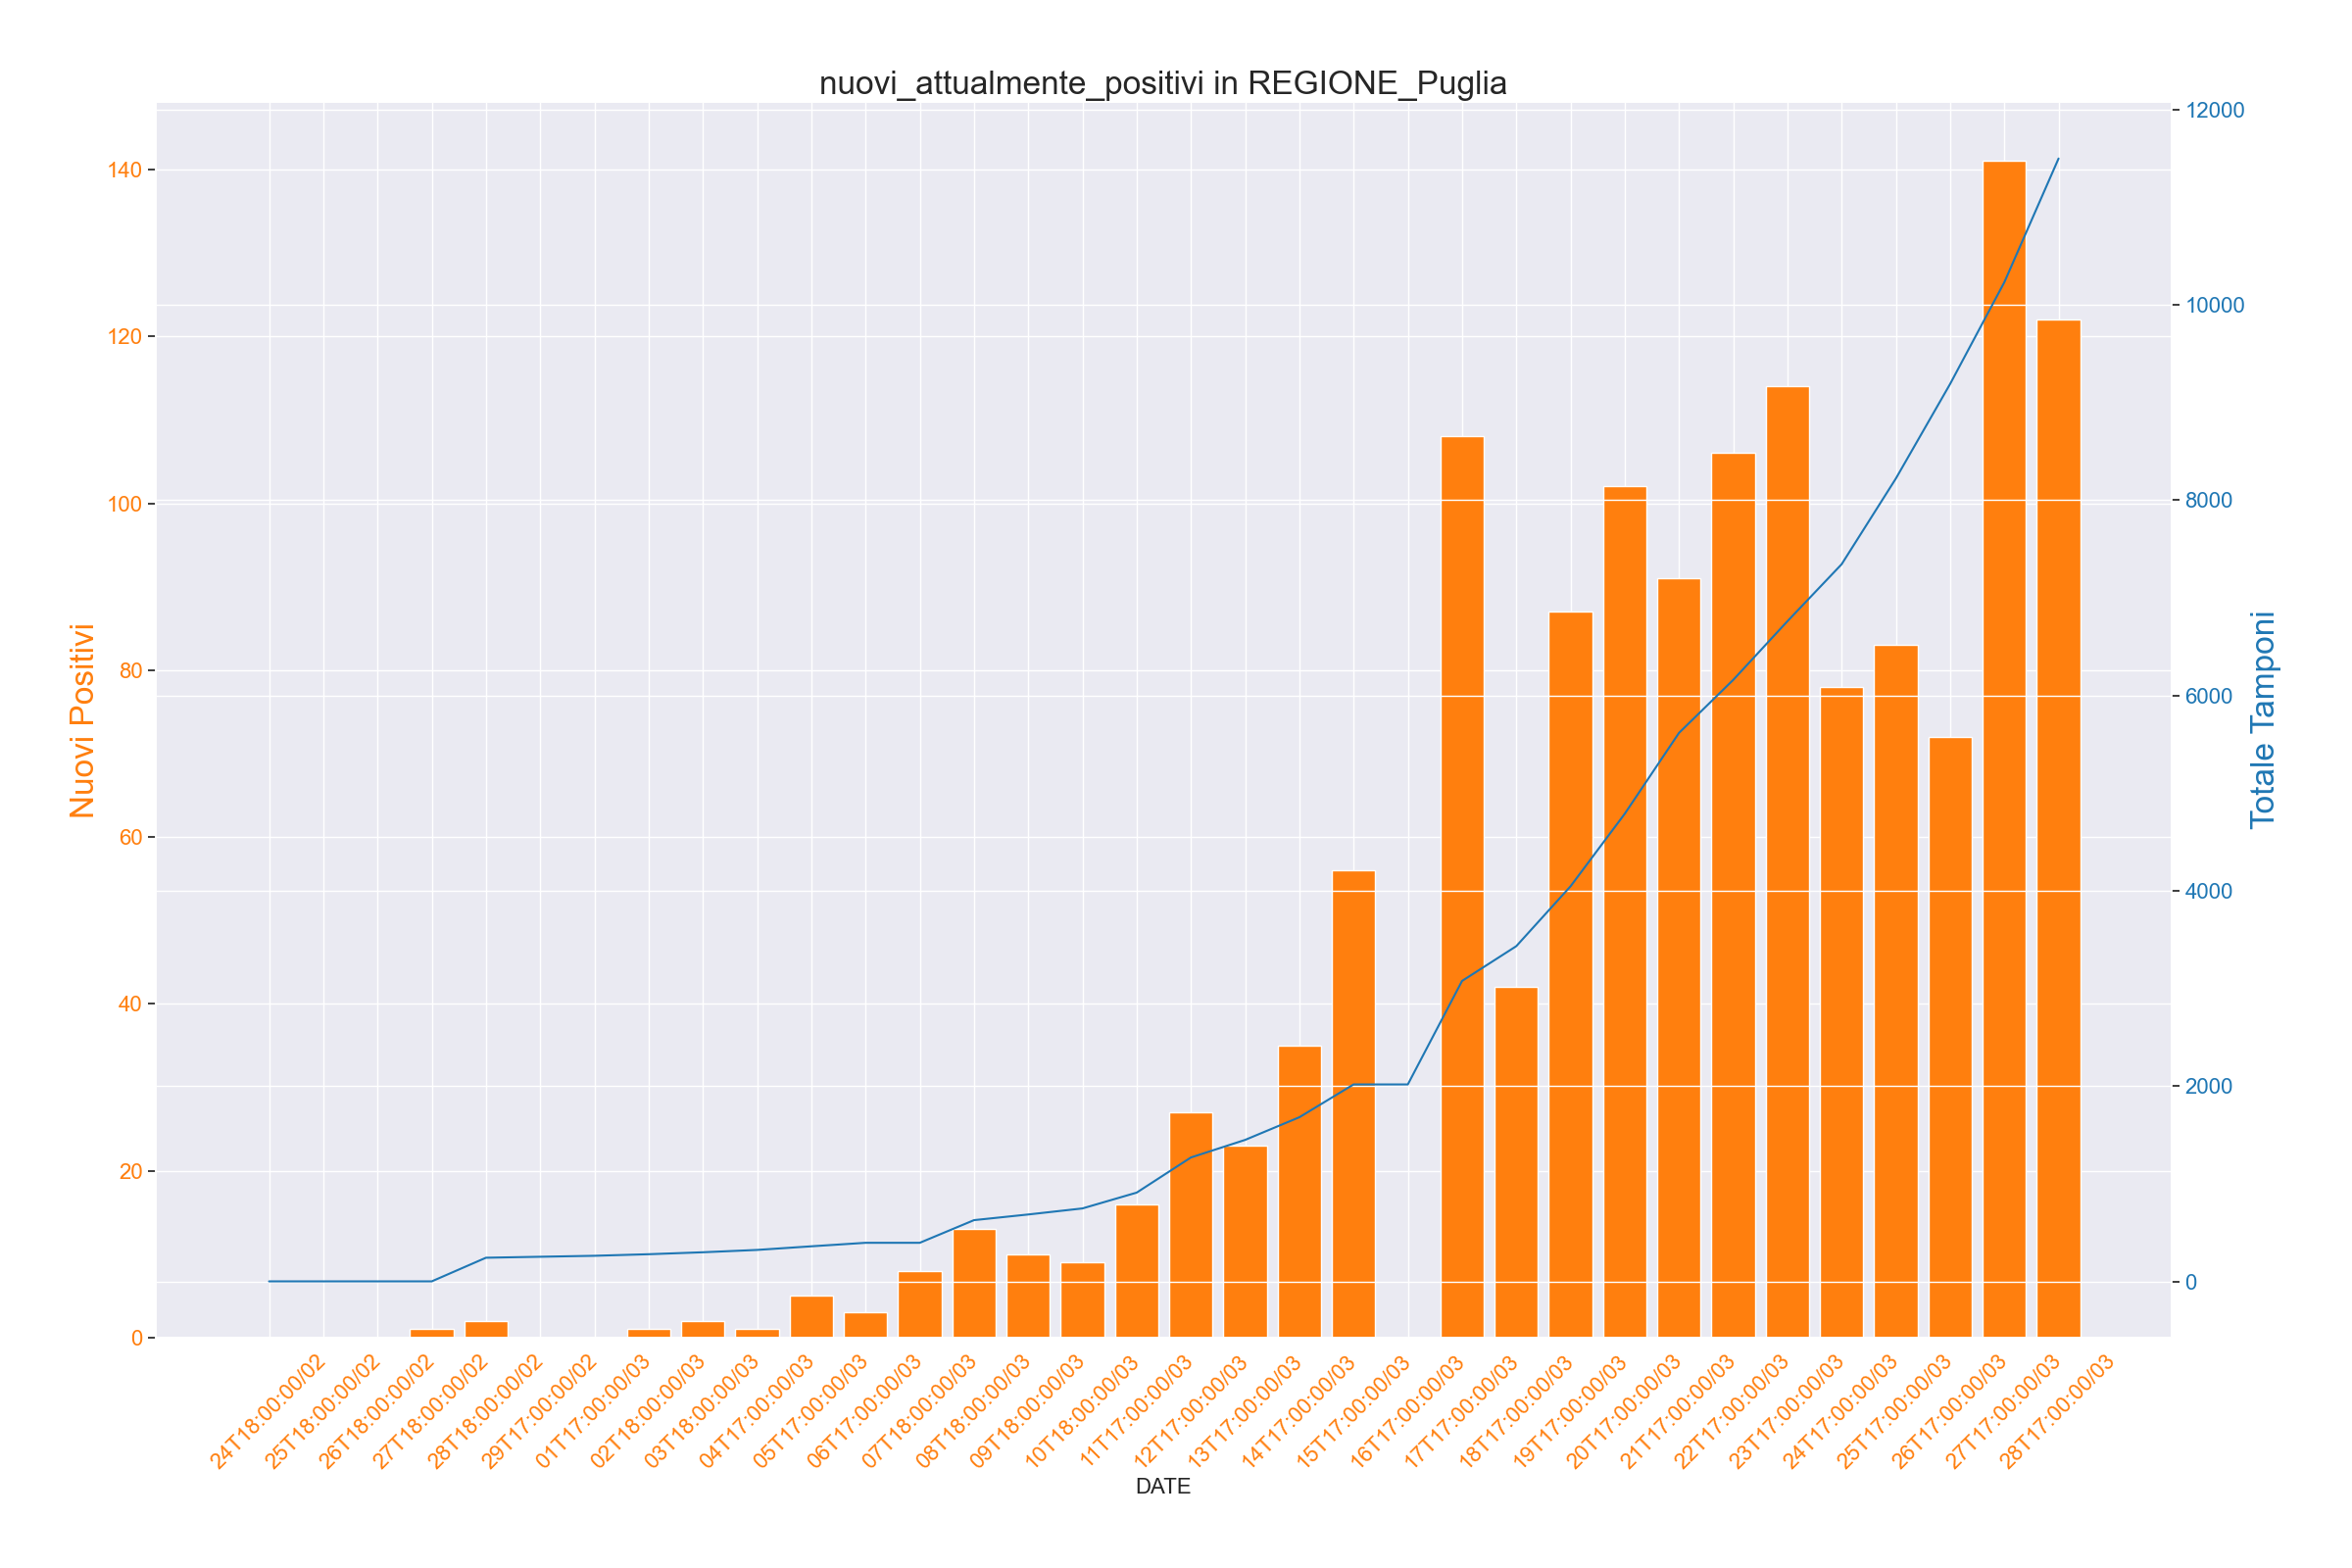 nuovi_attualmente_positivi in REGIONE_Puglia
140
120
100
80
60
40
20
0
Nuovi Positivi
12000
10000
8000
6000
4000
2000
0
Totale Tamponi
24T18:00:00/02
25T18:00:00/02
26T18:00:00/02
27T18:00:00/02
28T18:00:00/02
29T17:00:00/02
01T17:00:00/03
02T18:00:00/03
03T18:00:00/03
04T17:00:00/03
05T17:00:00/03
06T17:00:00/03
07T18:00:00/03
08T18:00:00/03
09T18:00:00/03
10T18:00:00/03
11T17:00:00/03
12T17:00:00/03
13T17:00:00/03
14T17:00:00/03
15T17:00:00/03
16T17:00:00/03
17T17:00:00/03
18T17:00:00/03
19T17:00:00/03
20T17:00:00/03
21T17:00:00/03
22T17:00:00/03
23T17:00:00/03
24T17:00:00/03
25T17:00:00/03
26T17:00:00/03
27T17:00:00/03
28T17:00:00/03
DATE